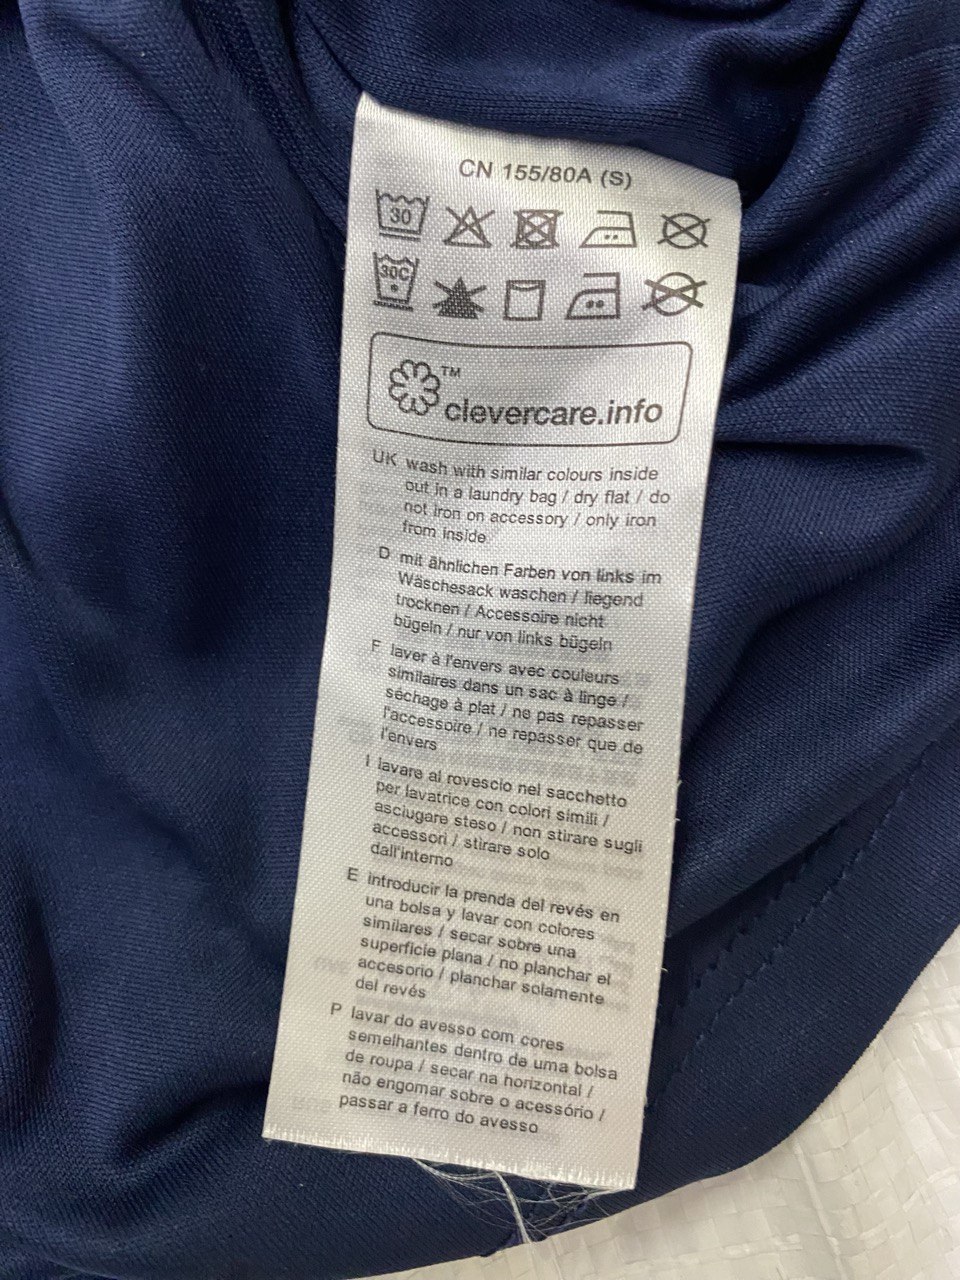 CN 155/80A (S)
30
30C
TM
clevercare.info
UK wash with similar colours inside
out in a laundry bag / dry flat / do
not iron on accessory / only iron
from inside
D mit ähnlichen Farben von links im
Wäschesack waschen / liegend
trocknen / Accessoire nicht
bügeln / nur von links bügeln
F laver à l'envers avec couleurs
similaires dans un sac à linge /
séchage à plat / ne pas repasser
l'accessoire / ne repasser que de
l'envers
I lavare al rovescio nel sacchetto
per lavatrice con colori simili /
asciugare steso / non stirare sugli
accessori / stirare solo
dall'interno
E introducir la prenda del revés en
una bolsa y lavar con colores
similares / secar sobre una
superficie plana / no planchar el
accesorio / planchar solamente
del revés
P lavar do avesso com cores
semelhantes dentro de uma bolsa
de roupa / secar na horizontal /
não engomar sobre o acessório /
passar a ferro do avesso